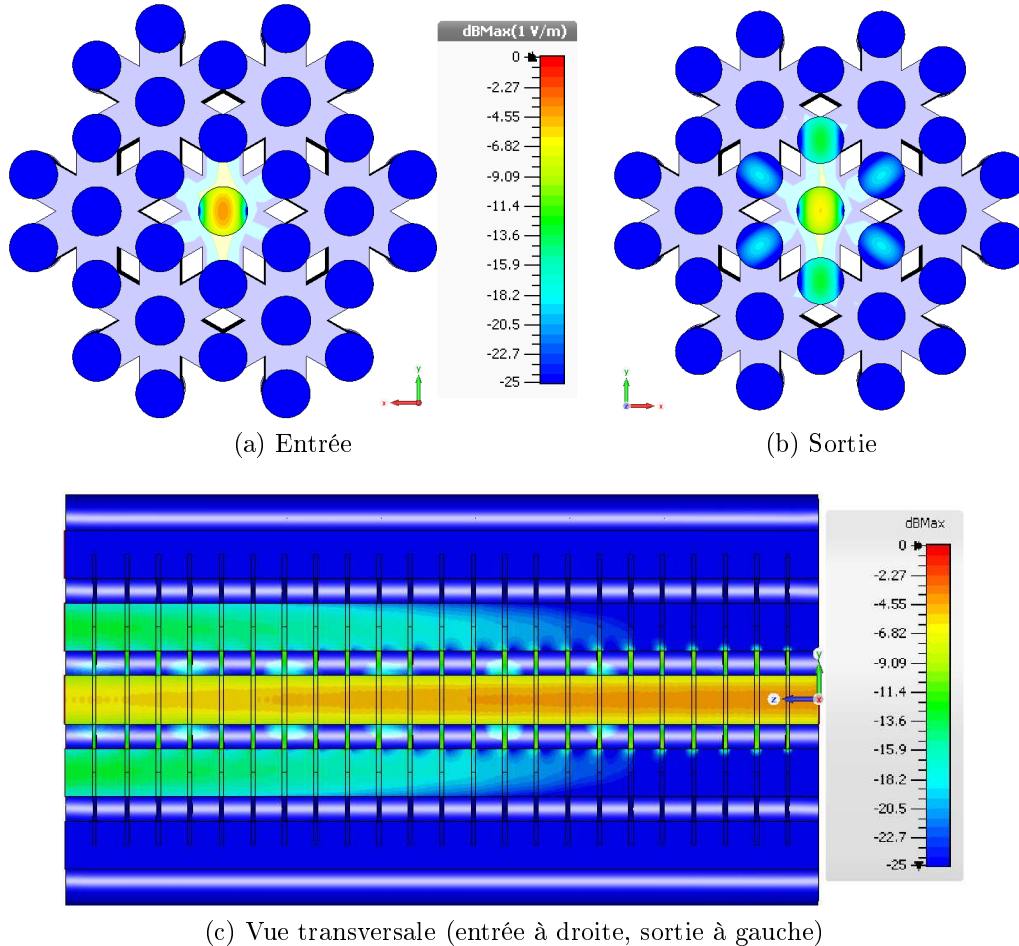 dBMax(1 V/m)
0
-2.27
-4.55
-6.82
-9.09
-11.4
-13.6
-15.9
-18.2
-20.5
-22.7
-25
y
x
y
z
x
(a) Entrée
(b) Sortie
dBMax
0
-2.27
-4.55
-6.82
-9.09
-11.4
-13.6
-15.9
-18.2
-20.5
-22.7
-25
y
z
x
(c) Vue transversale (entrée à droite, sortie à gauche)